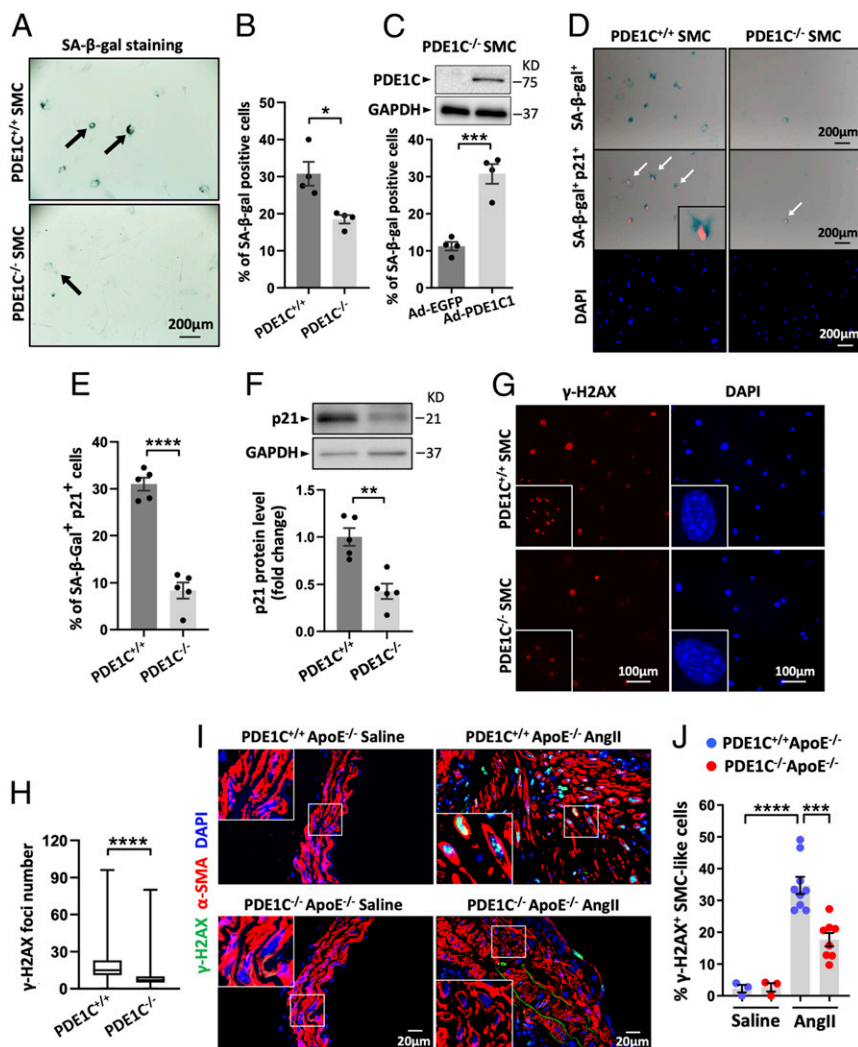 A
SA-β-gal staining
PDE1C+/+ SMC
PDE1C-/- SMC
200μm
B
% of SA-β-gal positive cells
50
40
30
20
10
0
*
PDE1C+/+
PDE1C-/-
C
PDE1C-/- SMC
KD
PDE1C
75
GAPDH
37
% of SA-β-gal positive cells
40
30
20
10
0
***
Ad-EGFP
Ad-PDE1C1
D
PDE1C+/+ SMC
PDE1C-/- SMC
SA-β-gal+
200μm
200μm
SA-β-gal+ p21+
200μm
DAPI
200μm
200μm
E
% of SA-β-Gal+ p21+ cells
40
30
20
10
0
****
PDE1C+/+
PDE1C-/-
F
KD
p21
21
GAPDH
37
p21 protein level
(fold change)
1.5
1.0
0.5
0.0
**
PDE1C+/+
PDE1C-/-
G
γ-H2AX
DAPI
PDE1C+/+ SMC
PDE1C-/- SMC
100μm
100μm
H
γ-H2AX foci number
120
90
60
30
0
****
PDE1C+/+
PDE1C-/-
I
PDE1C+/+ ApoE-/- Saline
PDE1C+/+ ApoE-/- AngII
γ-H2AX α-SMA DAPI
PDE1C-/- ApoE-/- Saline
PDE1C-/- ApoE-/- AngII
20μm
20μm
J
PDE1C+/+ApoE-/-
PDE1C-/-ApoE-/-
% γ-H2AX+ SMC-like cells
60
50
40
30
20
10
0
****
***
Saline
AngII